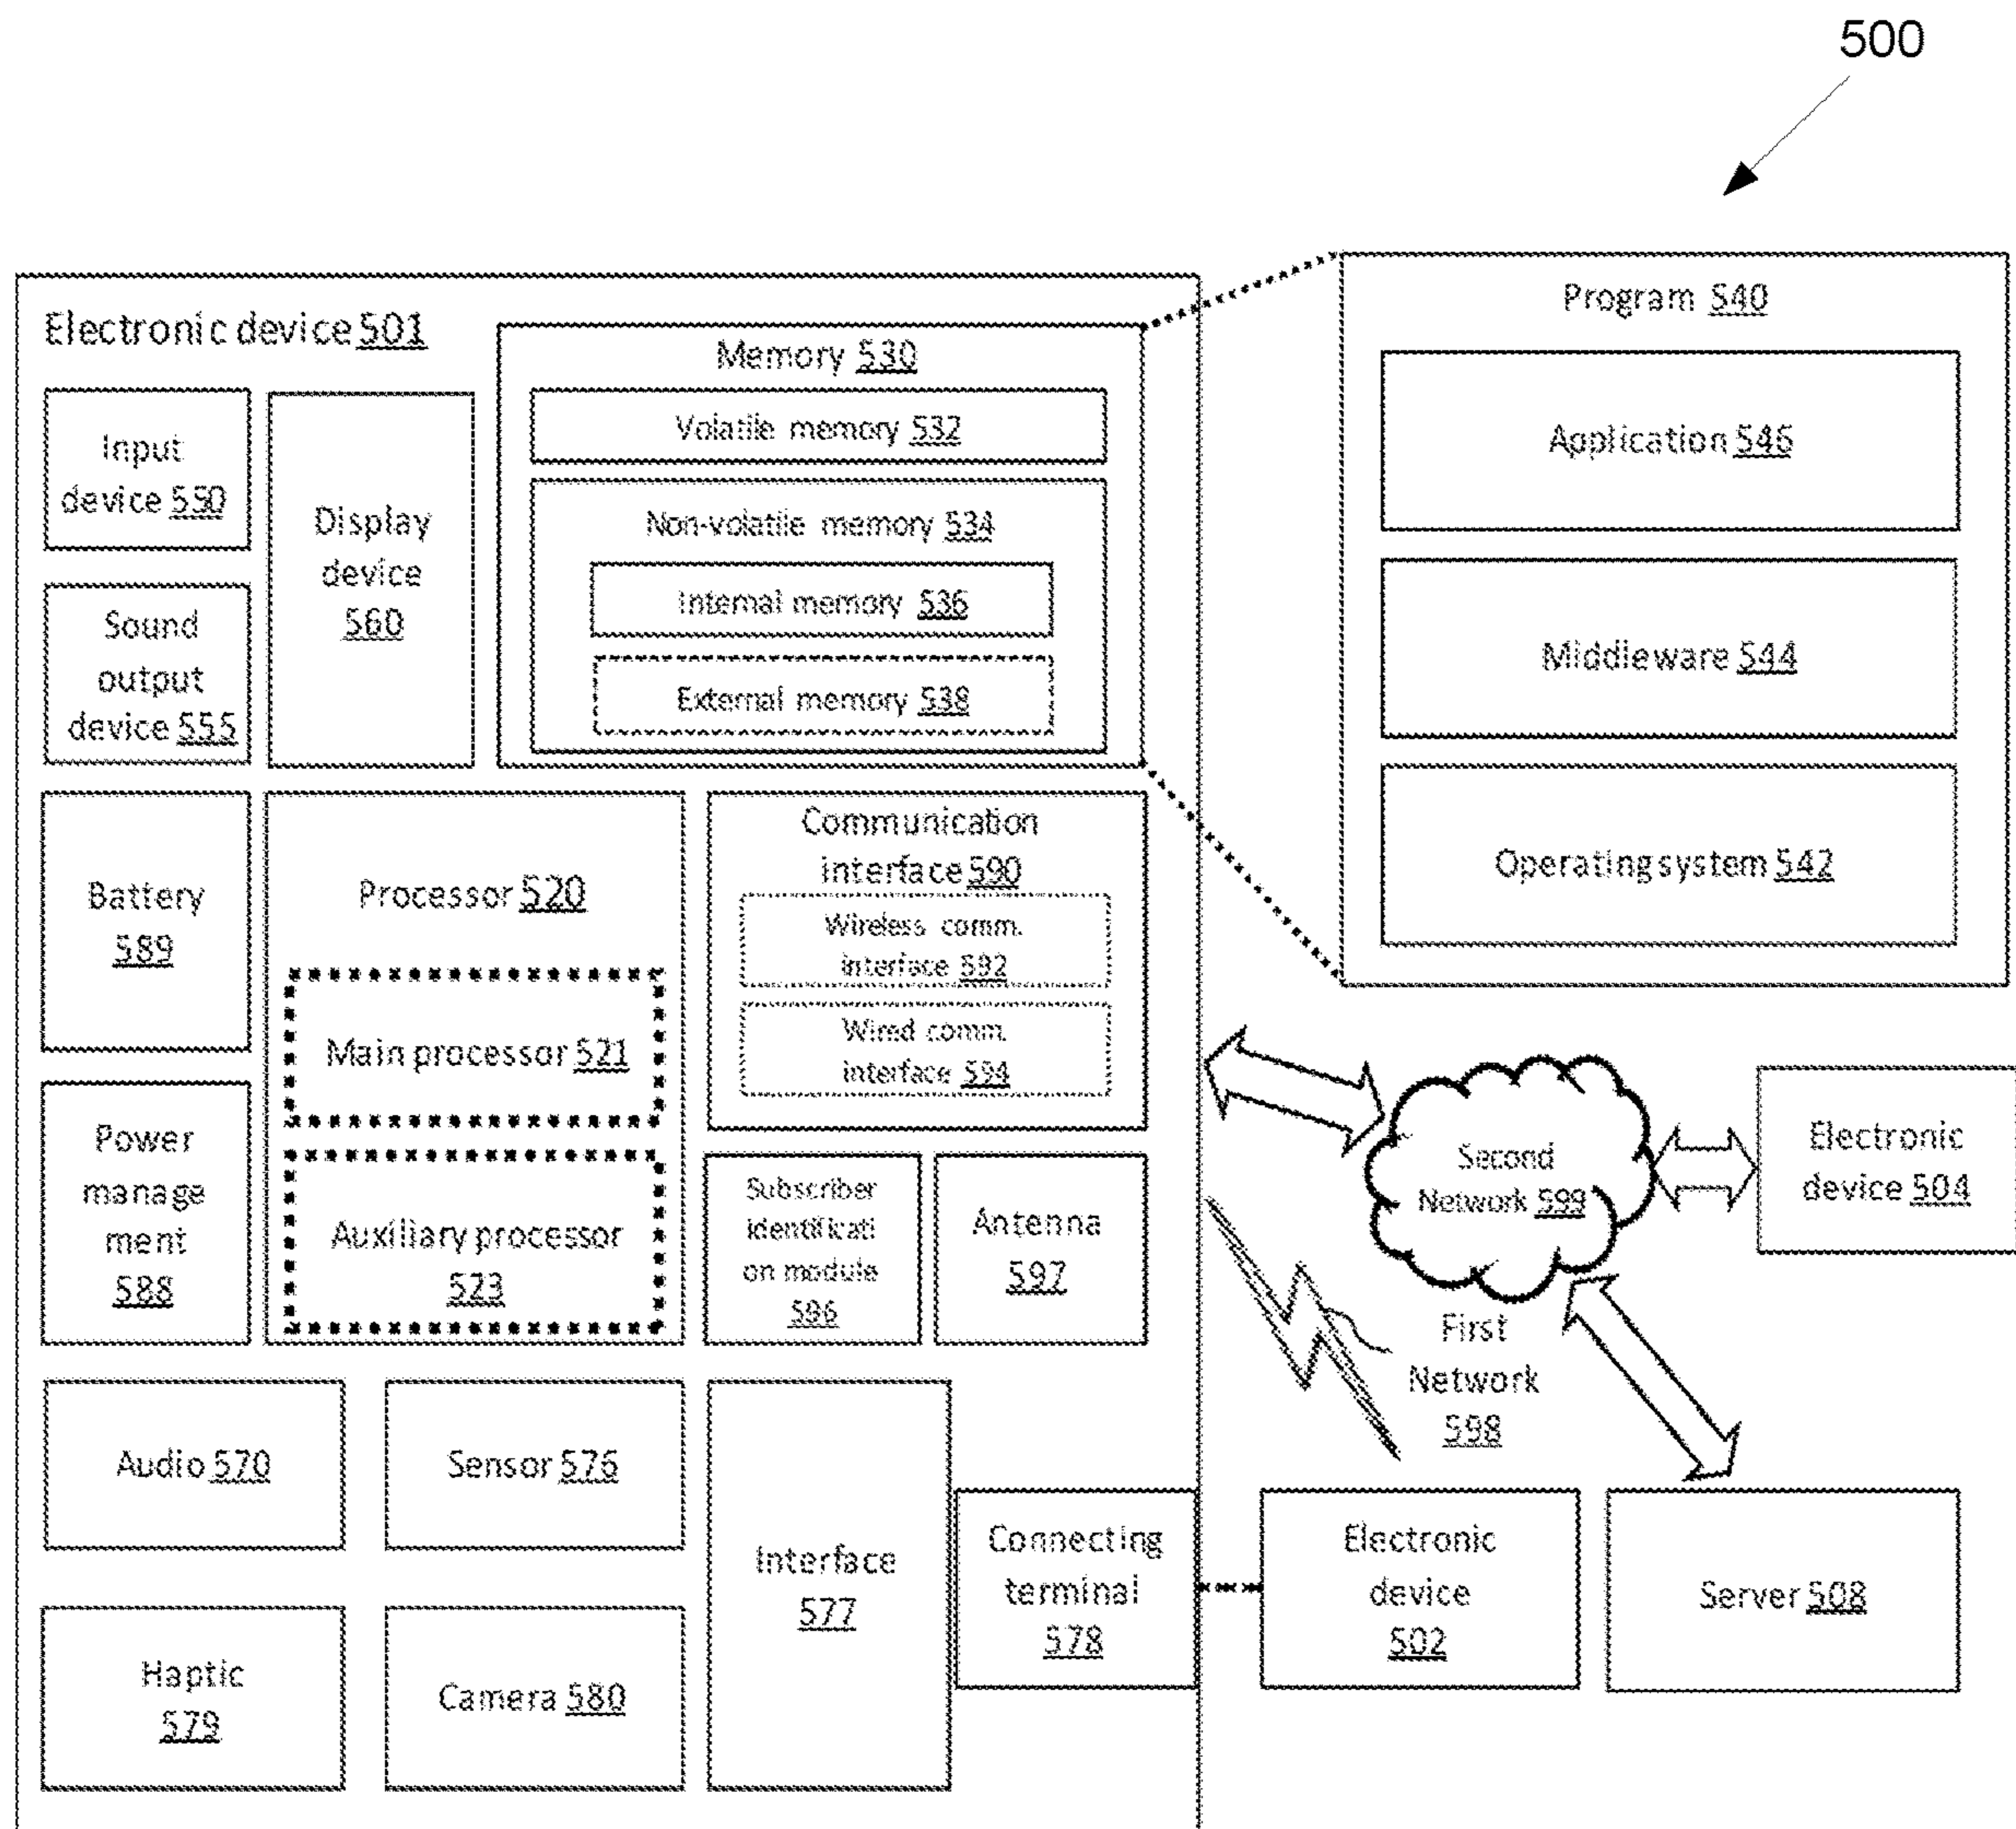 500
Electronic device 501
Input
device 550
Sound
output
device 555
Display
device
560
Memory 530
Volatile memory 532
Non-volatile memory 534
Internal memory 536
External memory 538
Program 540
Application 546
Middleware 544
Operating system 542
Battery
589
Power
manage
ment
588
Processor 520
Main processor 521
Auxiliary processor
523
Communication
interface 590
Wireless comm.
interface 592
Wired comm.
interface 594
Subscriber
identificati
on module
596
Antenna
597
Second
Network 599
Electronic
device 504
First
Network
598
Audio 570
Sensor 576
Haptic
579
Camera 580
Interface
577
Connecting
terminal
578
Electronic
device
502
Server 508